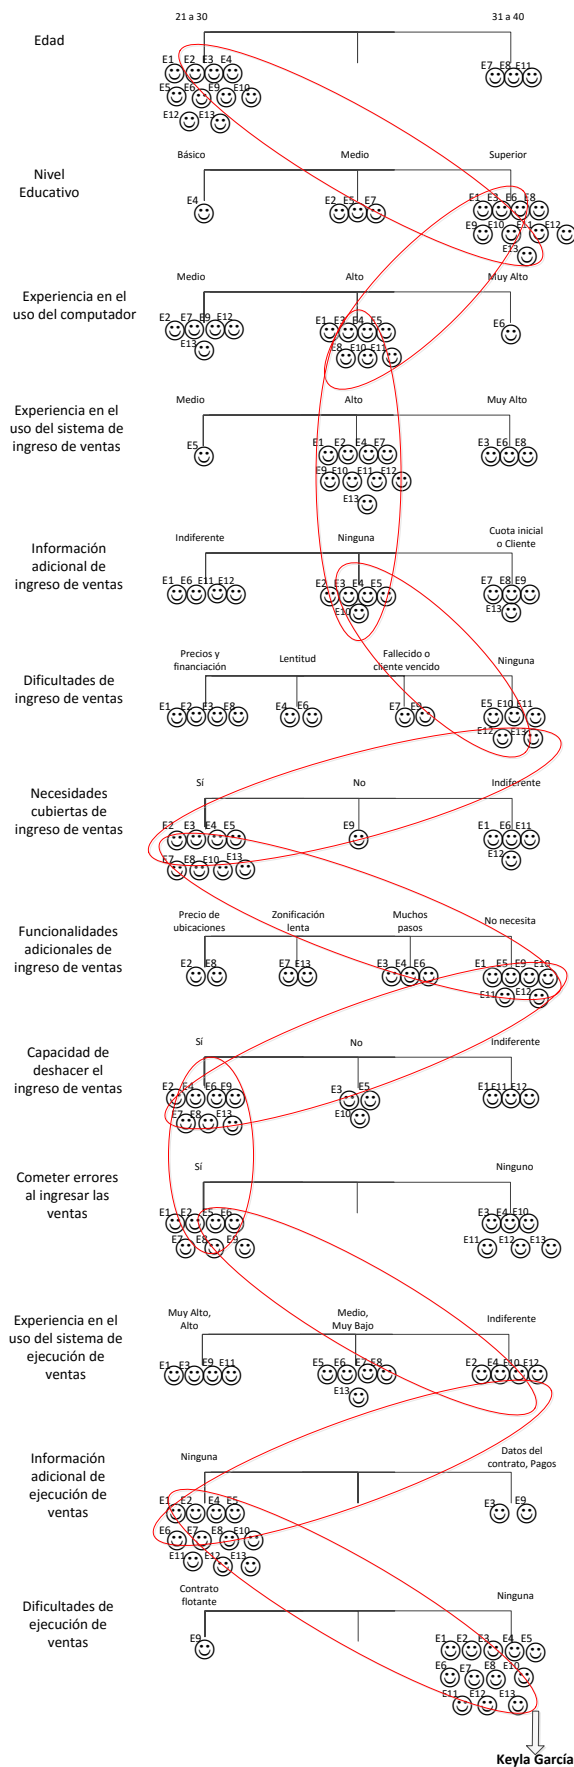 21 a 30
31 a 40
Edad
E1 E2 E3 E4
E7 E8 E11
E5 E6 E9 E10
E12 E13
Básico
Medio
Superior
Nivel
Educativo
E4
E2 E5 E7
E1 E3 E6 E8
E9 E10 E11 E12
E13
Medio
Alto
Muy Alto
Experiencia en el
uso del computador
E2 E7 E9 E12
E1 E3 E4 E5
E6
E13
E8 E10 E11
Medio
Alto
Muy Alto
Experiencia en el
uso del sistema de
ingreso de ventas
E5
E1 E2 E4 E7
E3 E6 E8
E9 E10 E11 E12
E13
Indiferente
Ninguna
Cuota inicial
o Cliente
Información
adicional de
ingreso de ventas
E1 E6 E11 E12
E2 E3 E4 E5
E7 E8 E9
E10
E13
Precios y
financiación
Lentitud
Fallecido o
cliente vencido
Ninguna
Dificultades de
ingreso de ventas
E1 E2 E3 E8
E4 E6
E7 E9
E5 E10 E11
E12 E13
Sí
No
Indiferente
Necesidades
cubiertas de
ingreso de ventas
E2 E3 E4 E5
E9
E1 E6 E11
E7 E8 E10 E13
E12
Precio de
ubicaciones
Zonificación
lenta
Muchos
pasos
No necesita
Funcionalidades
adicionales de
ingreso de ventas
E2 E8
E7 E13
E3 E4 E6
E1 E5 E9 E10
E11 E12
Sí
No
Indiferente
Capacidad de
deshacer el
ingreso de ventas
E2 E4 E6 E9
E3 E5
E1 E11 E12
E7 E8 E13
E10
Sí
Ninguno
Cometer errores
al ingresar las
ventas
E1 E2 E5 E6
E3 E4 E10
E7 E8 E9
E11 E12 E13
Muy Alto,
Alto
Medio,
Muy Bajo
Indiferente
Experiencia en el
uso del sistema de
ejecución de
ventas
E1 E3 E9 E11
E5 E6 E7 E8
E2 E4 E10 E12
E13
Ninguna
Datos del
contrato, Pagos
Información
adicional de
ejecución de
ventas
E1 E2 E4 E5
E3 E9
E6 E7 E8 E10
E11 E12 E13
Contrato
flotante
Ninguna
Dificultades de
ejecución de
ventas
E9
E1 E2 E3 E4 E5
E6 E7 E8 E10
E11 E12 E13
Keyla García